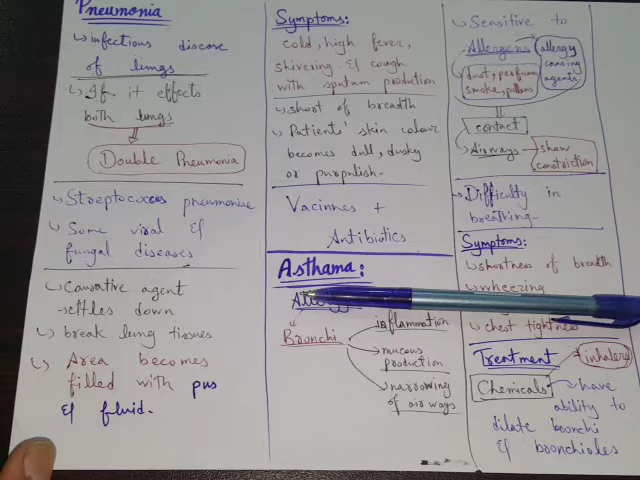 Pneumonia
↳ infectious disease
of lungs
↳ If it effects
both lungs
Double Pneumonia
↳ Streptococcus pneumoniae
↳ Some viral &
fungal diseases
↳ Causative agent
→ settles down
↳ break lung tissues
↳ Area becomes
filled with pus
& fluid.
Symptoms:
cold, high fever,
shivering & cough
with sputum production
↳ short of breadth
↳ Patients' skin colour
becomes dull, dusky
or purpulish.
Vacinnes +
Antibiotics
Asthama:
Bronchi
inflammation
→ mucous
production
→ narrowing
of air ways
↳ Sensitive to
Allergens
allergy
causing
agents
↳ dust, perfume
smoke, pollens
contact
↳ Airways → show
constriction
↳ Difficulty in
breathing-
Symptoms:
↳ shortness of breadth
↳ wheezing
↳ chest tightness
Treatment
inhalers
Chemicals → have
ability to
dilate bronchi
& bronchioles